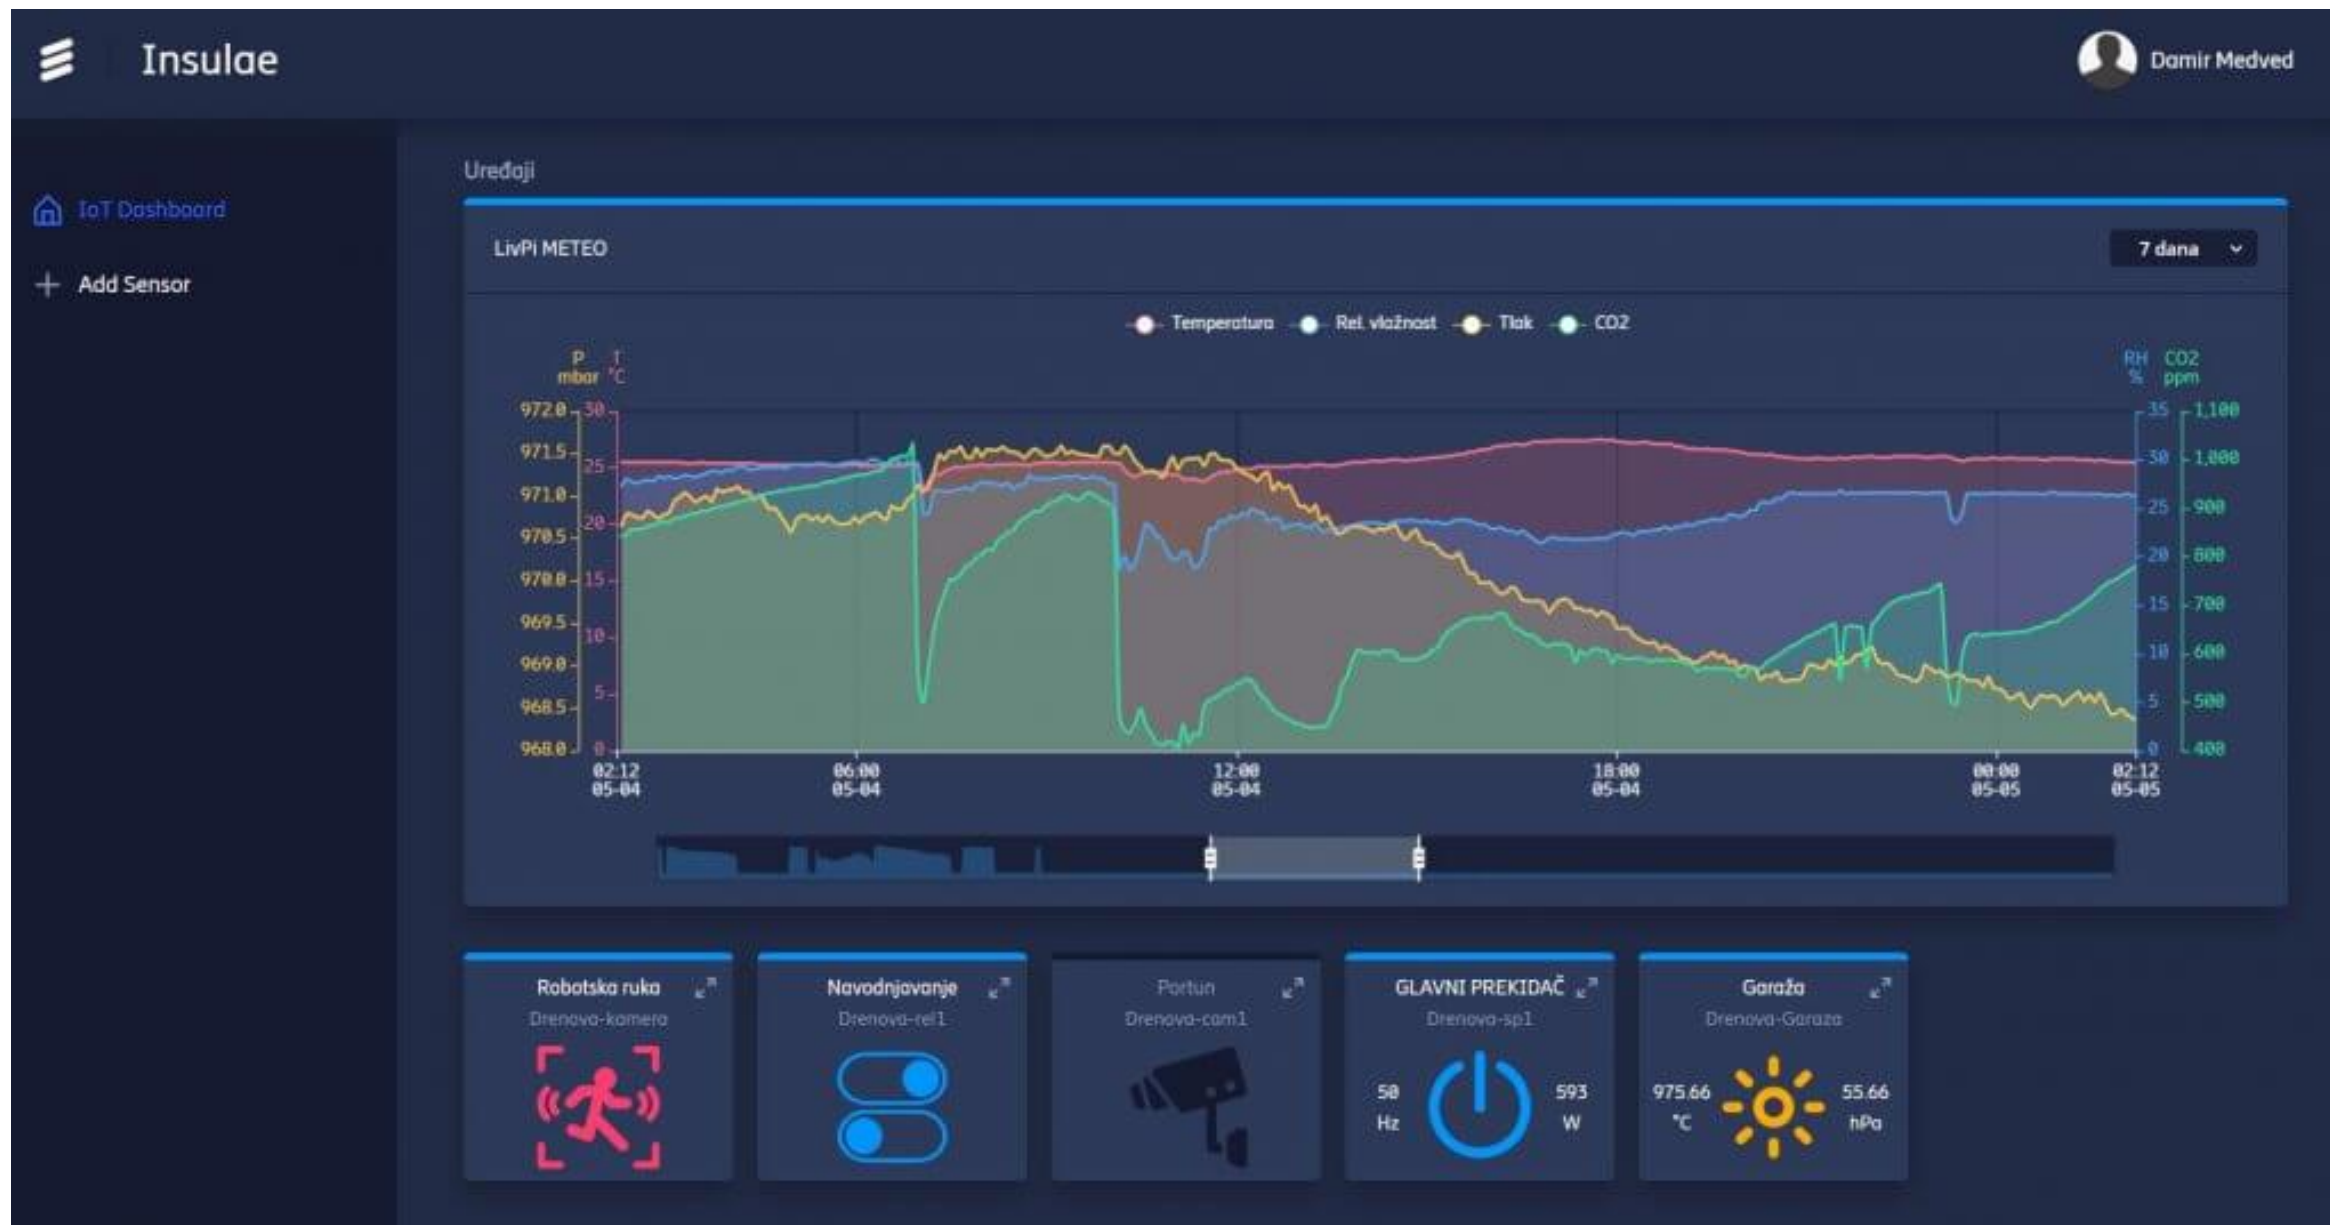 Insulae
Damir Medved
IoT Dashboard
Add Sensor
Uređaji
LivPi METEO
7 dana
Temperatura Rel. vlažnost Tlak CO2
P T
mbar °C
RH CO2
% ppm
972.0 30 35 1,100
971.5 25 30 1,000
971.0 20 25 900
970.5 15 20 800
970.0 10 15 700
969.5 5 10 600
969.0 0 5 500
968.5 0 400
968.0
02:12 06:00 12:00 18:00 00:00 02:12
05-04 05-04 05-04 05-04 05-05 05-05
Robotska ruka
Drenova-kamera
Navodnjavanje
Drenova-rel1
Portun
Drenova-cam1
GLAVNI PREKIDAČ
Drenova-sp1
50 593
Hz W
Garaža
Drenova-Garaza
975.66 55.66
°C hPa